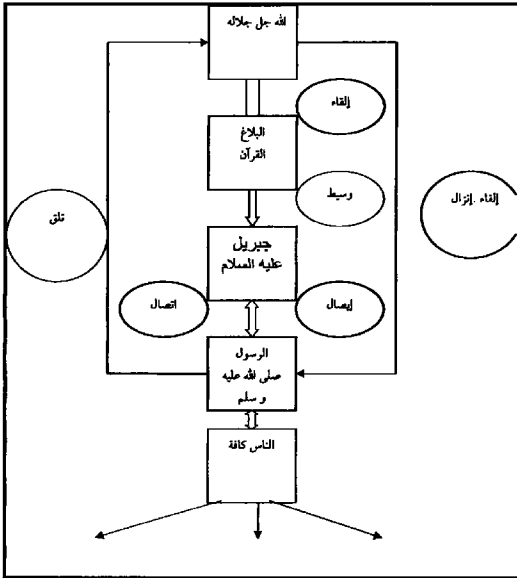 الله جل جلاله
إلقاء
البلاغ
القرآن
وسيط
إلقاء .إنزال
تلق
جبريل
عليه السلام
اتصال
إيصال
الرسول
صلى الله عليه
و سلم
الناس كافة